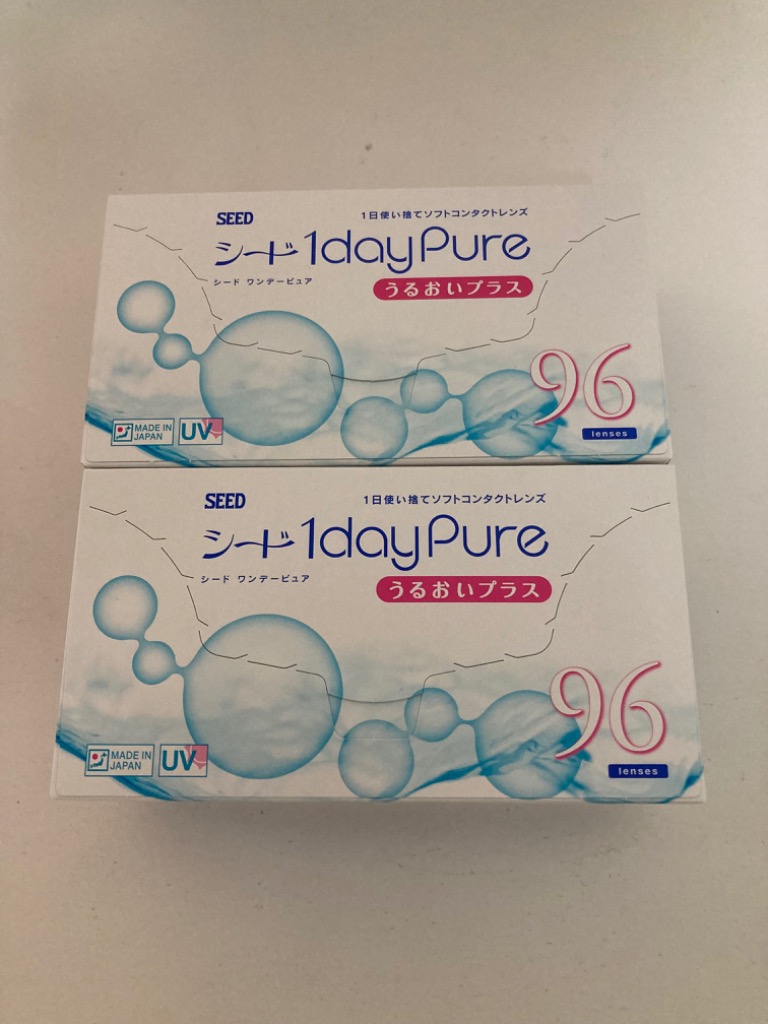 SEED
1日使い捨てソフトコンタクトレンズ
シード 1dayPure
シード ワンデーピュア
うるおいプラス
96
lenses
MADE IN
JAPAN
UV
SEED
1日使い捨てソフトコンタクトレンズ
シード 1dayPure
シード ワンデーピュア
うるおいプラス
96
lenses
MADE IN
JAPAN
UV